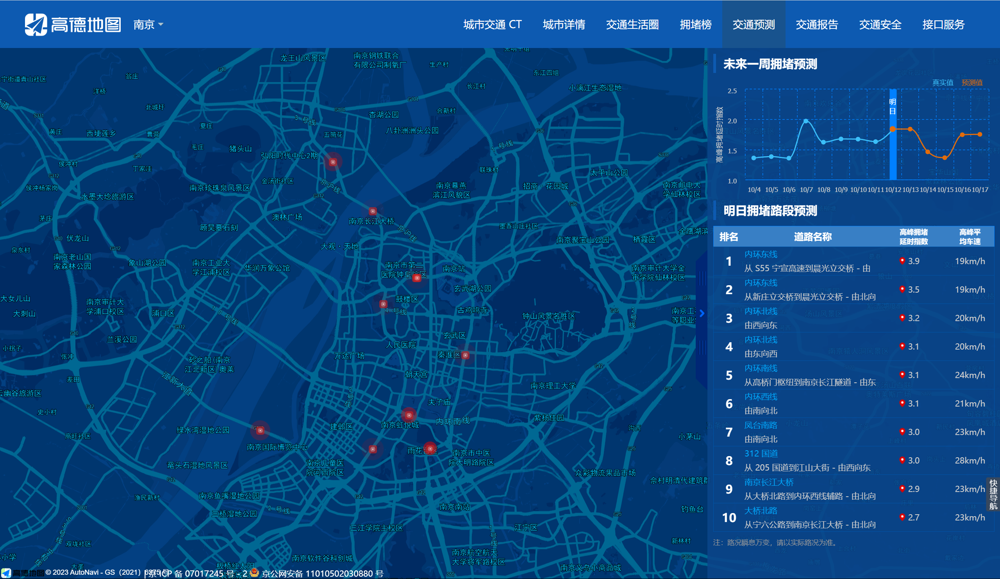 高德地图
南京
城市交通 CT
城市详情
交通生活圈
拥堵榜
交通预测
交通报告
交通安全
接口服务
龙王山风景区
南京钢铁联合
有限公司制氧厂
生产村
东江四组
翁庄
宁街道青山社区
长江村
小漓江生态湿地
洋桥
G40
G104
北城圩
G104
合新村
杏湖公园
S331
3 号线
夏庄
八卦洲洲头公园
G36
黄庄
西埂莲乡
曹营
五筒花
1 号线
毛庄
猪头山
弘阳时代中心2期
G40
S338
侯冲村
丁家洼
联珠村
太平山公园
G312
金汤街社区
京沪线
侯冲杨家岗
南京珍珠泉风景区
南京幕燕
滨江风貌区
招商·花园城
南京邮电大
学仙林校区
水墨大埝旅游区
G312
G36
茅庄
澳林广场
南京长江大桥
顾昊墓石刻
京沪线
墨香山庄社区
金鹰湖滨
G40
伏龙山
南京聚宝山公园
栖霞区
泉东村
G312
大观·天地
南京老山国
家森林公园
象山湖公园
南京工业大
学江浦校区
华润万象公馆
南京市第二
医院钟阜院区
南京站
南京审计大学金
审学院仙林校区
玄武湖公园
大女儿山
鼓楼区
G42
南京审计大
学浦口校区
浦口区
10号线
4 号线
古鸡鸣寺
钟山风景名胜区
G42
2号线
南京工
等职业
大刺山
G312
G40
兰溪公园
玄武区
人民医院
小拐子
张冲
万达广场
秦淮区
砂之船(南京
江北新区)奥莱
G42
差田
江新大道
朝天宫
南京理工大学
G25
云幽谷旅游区
2号线
夫子庙
G42
史小村
内环南线
紫杨佳园
绿水湾湿地公园
建邺区
南京虹悦城
沟西
高旺社区
小茅山
南京国际博览中心
雨花台区
南京市中医
院大明路院区
G25
鼋头石湿地风景区
南京儿童医
院河西院区
众彩物流果品市场
G42
佘村明清代建筑群
渔民新村
南京鱼嘴湿地公园
G42
G42
S001
2 号线
南京南站
钓鱼台
三桥湿地公园
G25
S3号线
三江学院主校区
1号线
江宁区
双垅社区
新林村
南京航空航天
大学将军路校区
南京软件谷科创城
G104
大垄
板桥红太阳
南京义乌小商品城
S55
高德地图 © 2023 AutoNavi - GS（2021）6375 号
京 ICP 备 07017245 号 - 2
京公网安备 11010502030880 号
未来一周拥堵预测
真实值 预测值
高峰拥堵延时指数
2.5
2.0
1.5
1.0
明日
10/4 10/5 10/6 10/7 10/8 10/9 10/10 10/11 10/12 10/13 10/14 10/15 10/16 10/17
明日拥堵路段预测
排名 道路名称 高峰拥堵延时指数 高峰平均车速
1 内环东线 3.9 19km/h
从 S55 宁宣高速到晨光立交桥 - 由
2 内环东线 3.5 19km/h
从新庄立交桥到晨光立交桥 - 由北向
3 内环北线 3.2 20km/h
由西向东
4 内环北线 3.1 20km/h
由东向西
5 内环南线 3.1 24km/h
从高桥门枢纽到南京长江隧道 - 由东
6 内环西线 3.1 21km/h
由南向北
7 凤台南路 3.0 23km/h
由南向北
8 312 国道 3.0 28km/h
从 205 国道到江山大街 - 由西向东
9 南京长江大桥 2.9 23km/h
从大桥北路到内环西线辅路 - 由北向
10 大桥北路 2.7 23km/h
从宁六公路到南京长江大桥 - 由北向
注：路况瞬息万变，请以实际路况为准。
快捷导航